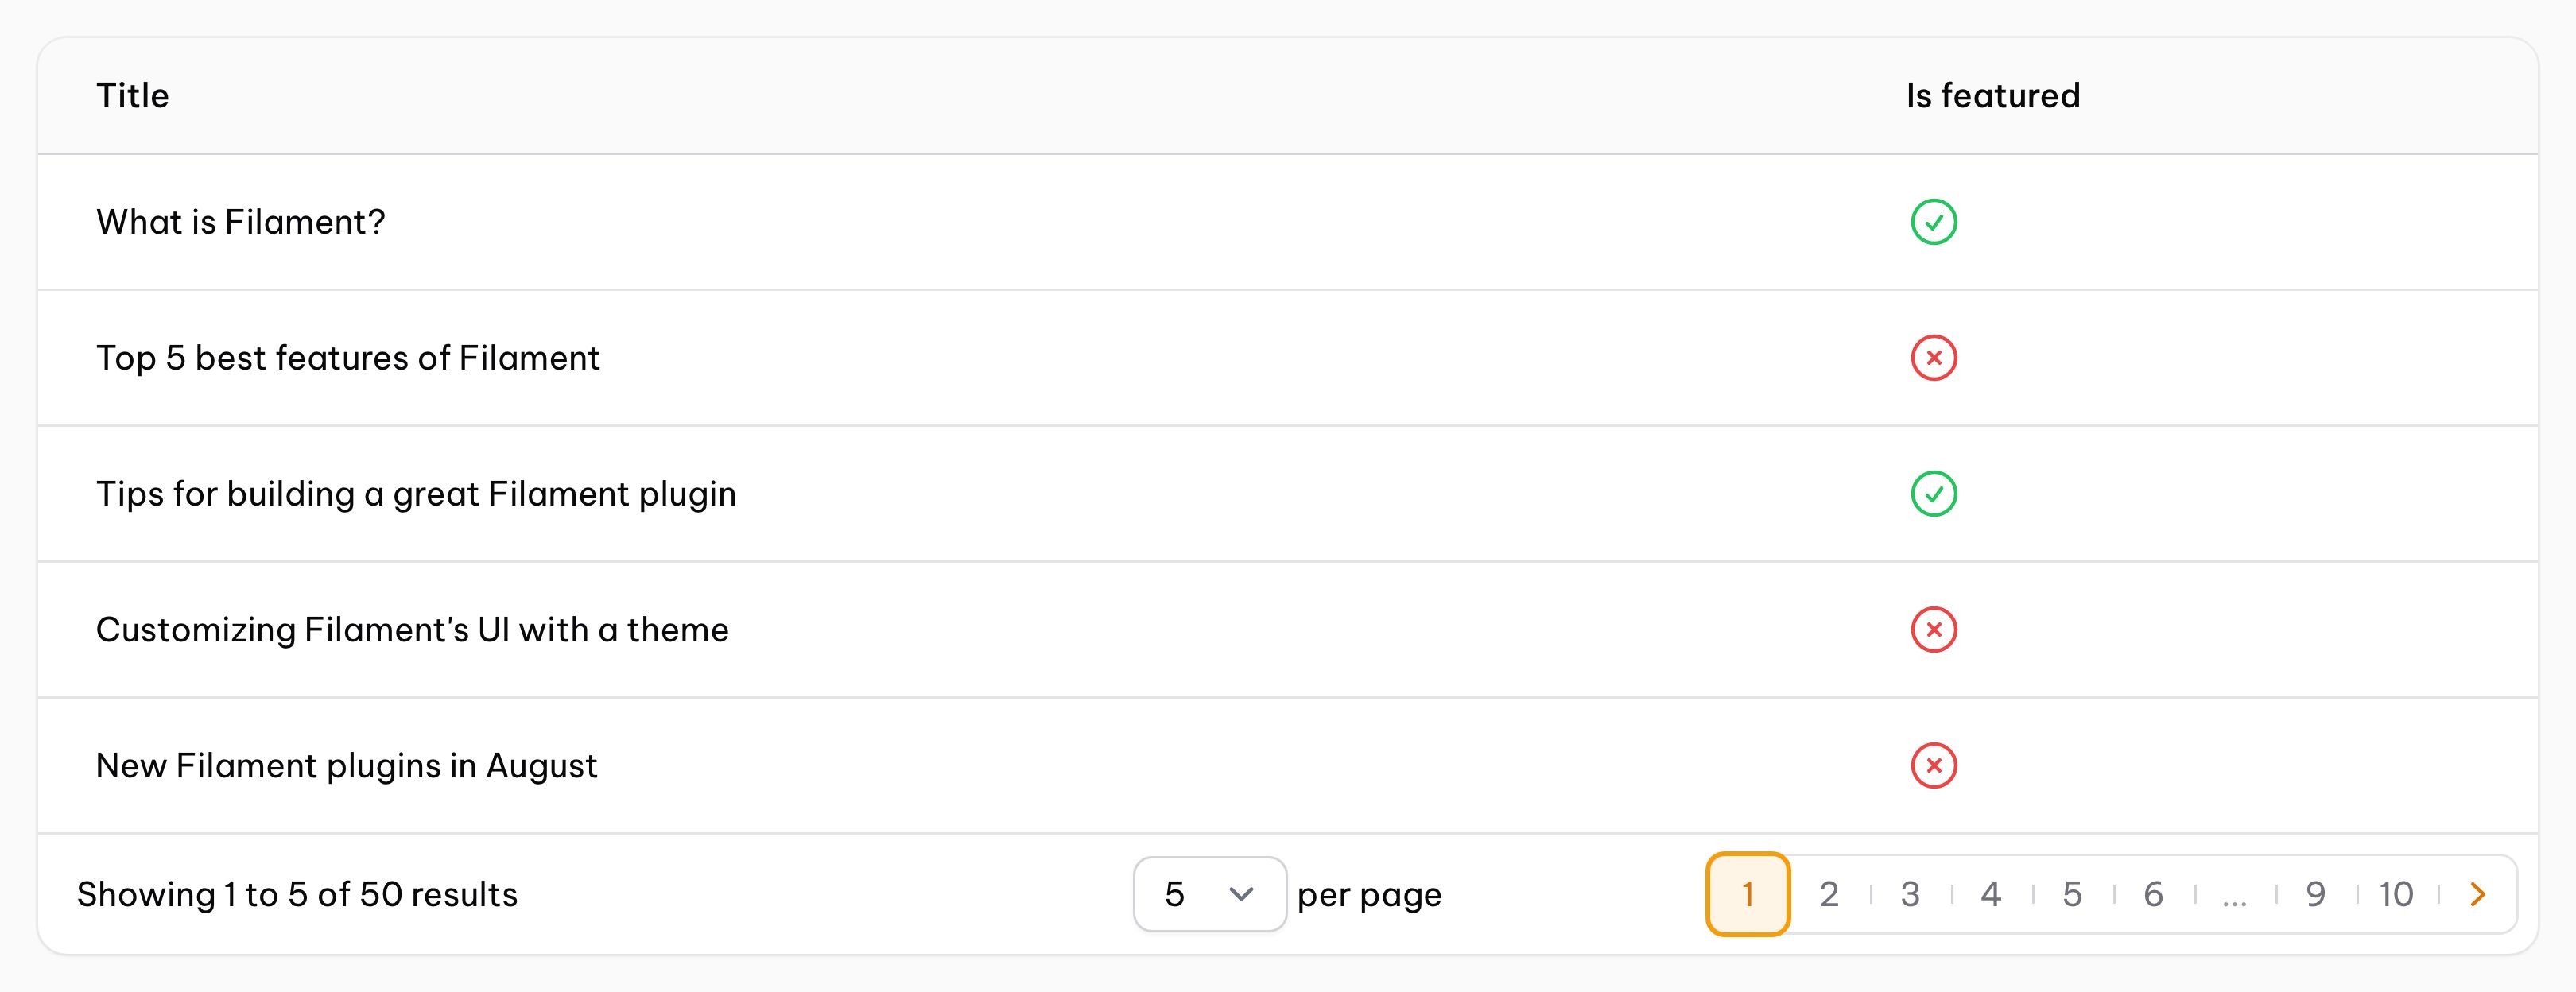 Title Is featured
What is Filament?
Top 5 best features of Filament
Tips for building a great Filament plugin
Customizing Filament's UI with a theme
New Filament plugins in August
Showing 1 to 5 of 50 results 5 per page 1 2 3 4 5 6 ... 9 10